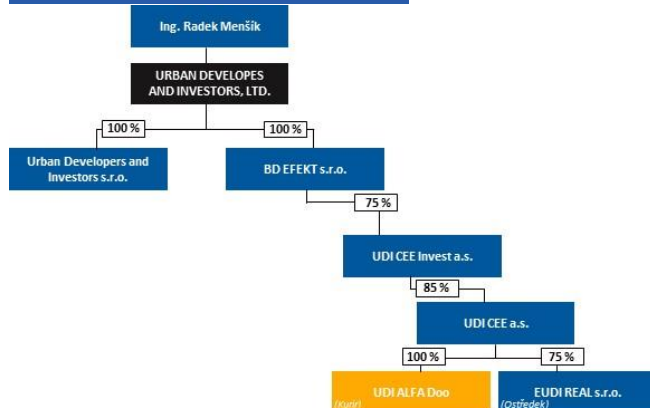 Ing. Radek Menšík
URBAN DEVELOPES
AND INVESTORS, LTD.
100 %
100 %
Urban Developers and
Investors s.r.o.
BD EFEKT s.r.o.
75 %
UDI CEE Invest a.s.
85 %
UDI CEE a.s.
100 %
75 %
UDI ALFA Doo
(Kurir)
EUDI REAL s.r.o.
(Ostředek)